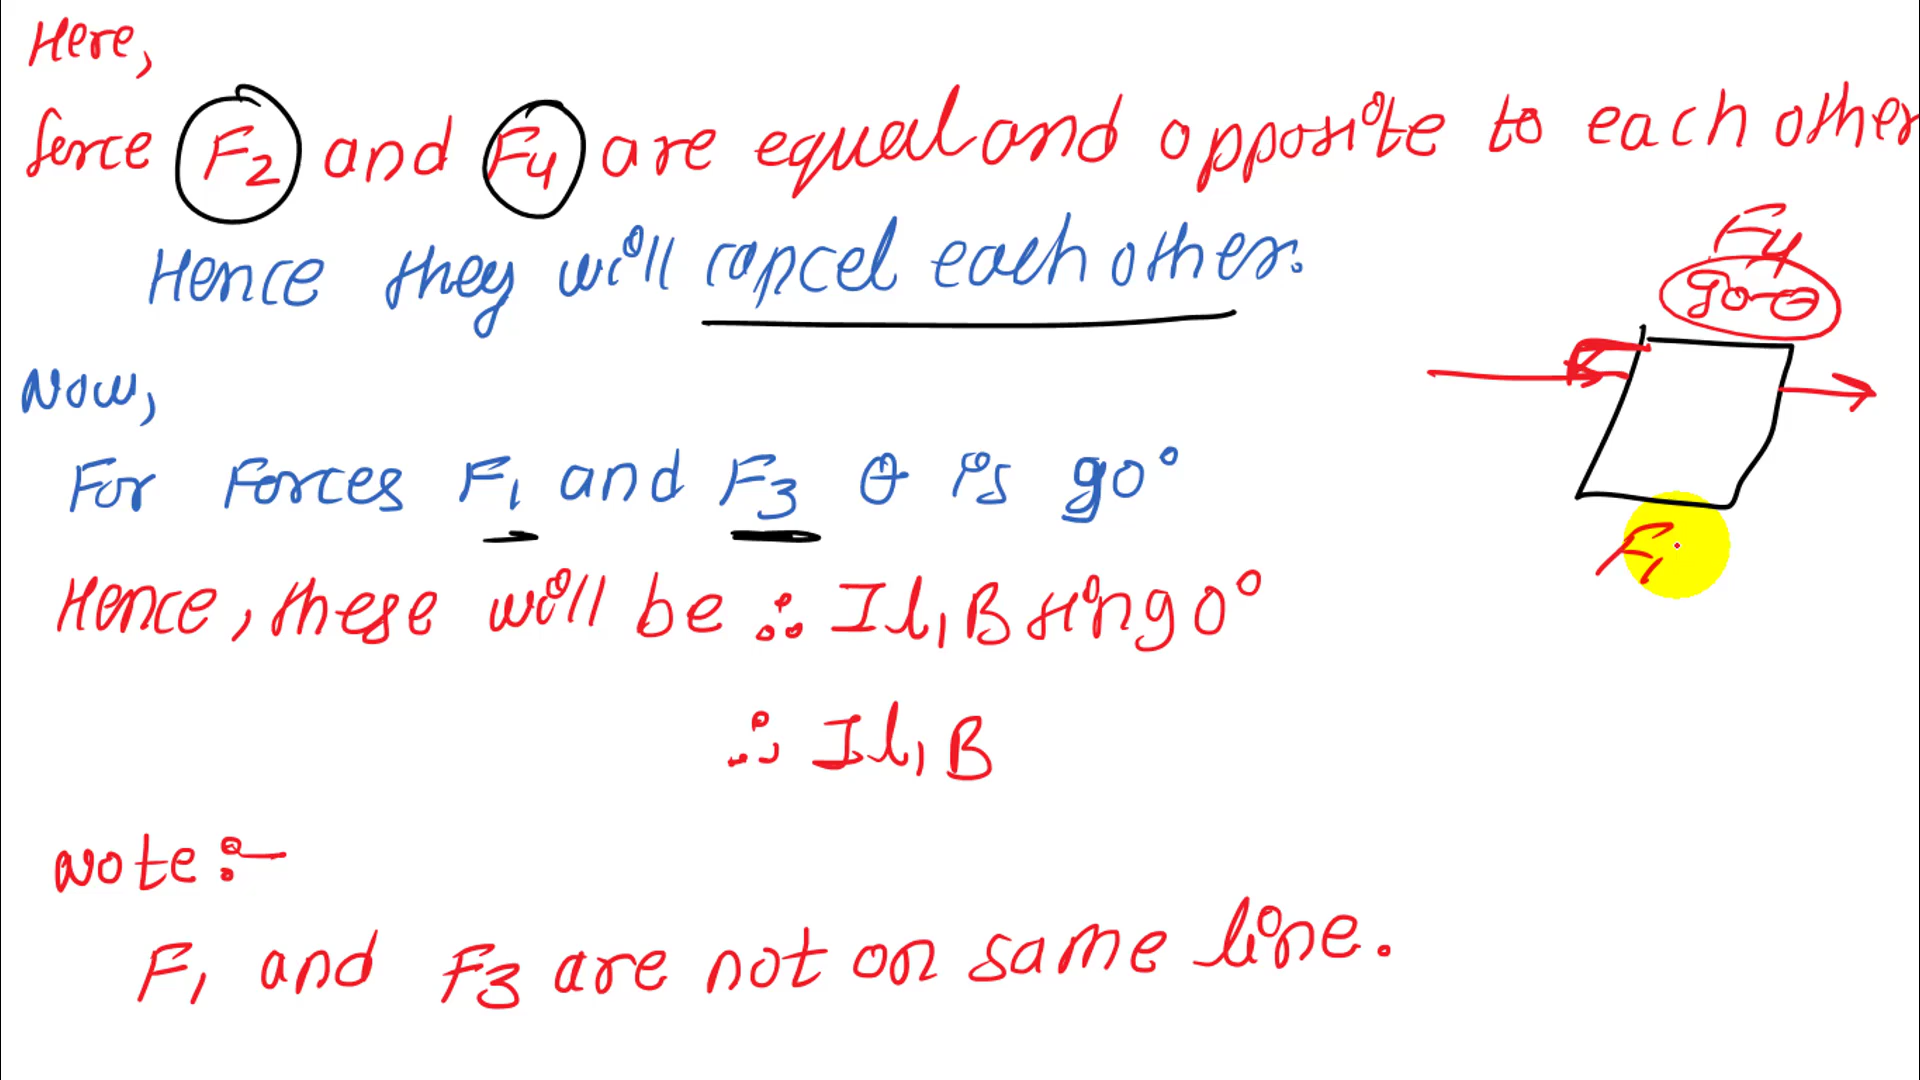 Here,
force F2 and F4 are equal and opposite to each other
Hence they will cancel each other.
F4
90-θ
Now,
For forces F1 and F3 θ is 90°
F1
Hence, these will be ∴ Il1B sin90°
∴ Il1B
Note:-
F1 and F3 are not on same line.